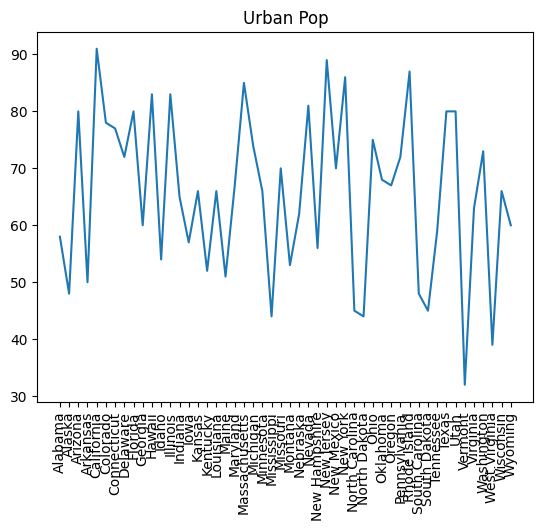 Urban Pop
90
80
70
60
50
40
30
Alabama
Alaska
Arizona
Arkansas
California
Colorado
Connecticut
Delaware
Florida
Georgia
Hawaii
Idaho
Illinois
Indiana
Iowa
Kansas
Kentucky
Louisiana
Maine
Maryland
Massachusetts
Michigan
Minnesota
Mississippi
Missouri
Montana
Nebraska
Nevada
New Hampshire
New Jersey
New Mexico
New York
North Carolina
North Dakota
Ohio
Oklahoma
Oregon
Pennsylvania
Rhode Island
South Carolina
South Dakota
Tennessee
Texas
Utah
Vermont
Virginia
Washington
West Virginia
Wisconsin
Wyoming